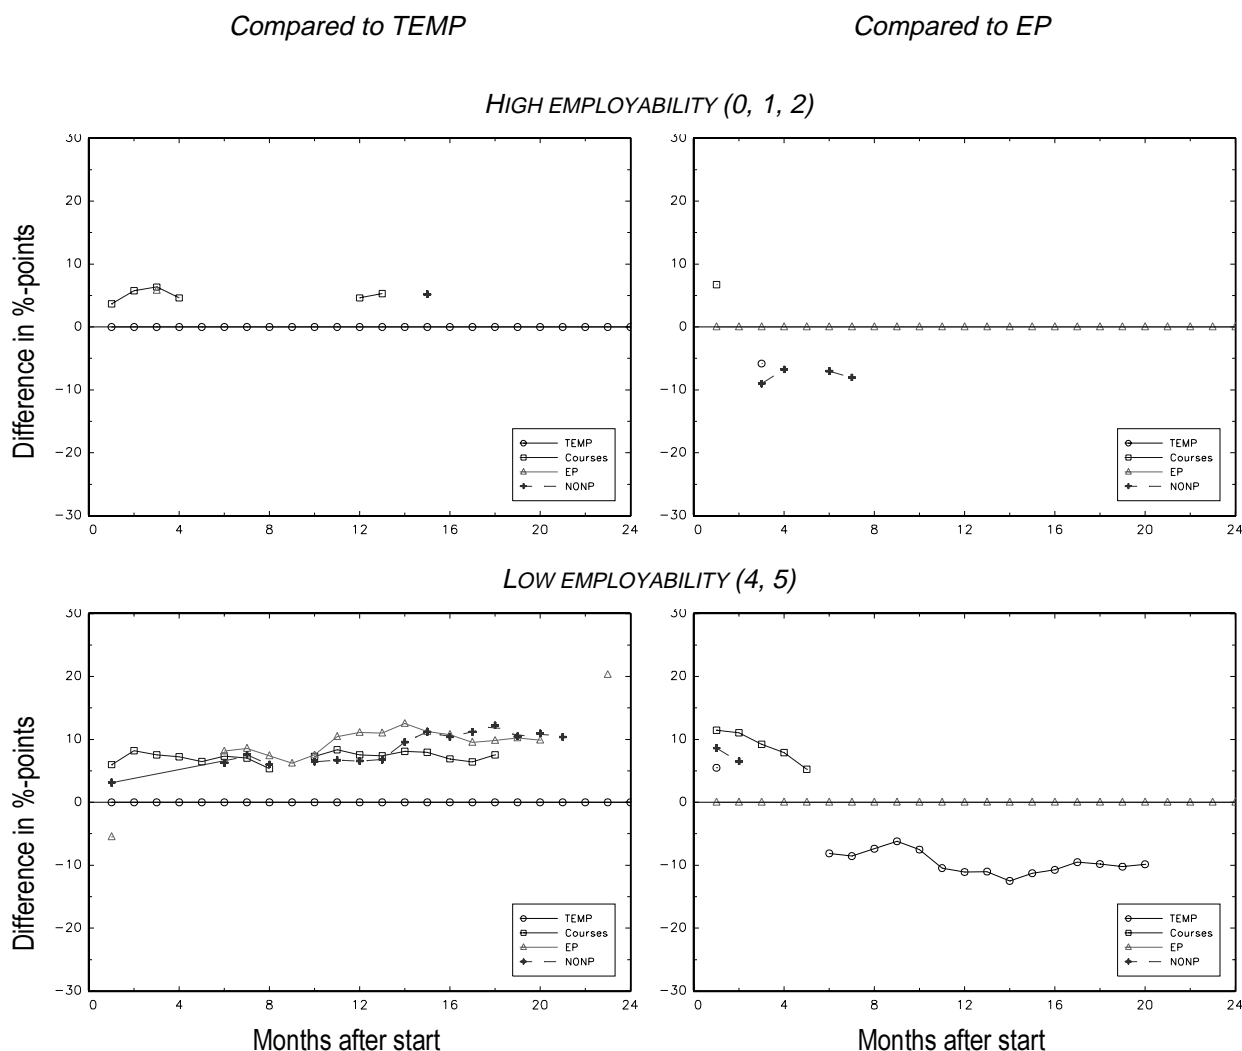 Compared to TEMP
Compared to EP
HIGH EMPLOYABILITY (0, 1, 2)
Difference in %-points
30
20
10
0
−10
−20
−30
0 4 8 12 16 20 24
TEMP
Courses
EP
NONP
30
20
10
0
−10
−20
−30
0 4 8 12 16 20 24
TEMP
Courses
EP
NONP
LOW EMPLOYABILITY (4, 5)
Difference in %-points
30
20
10
0
−10
−20
−30
0 4 8 12 16 20 24
TEMP
Courses
EP
NONP
Months after start
30
20
10
0
−10
−20
−30
0 4 8 12 16 20 24
TEMP
Courses
EP
NONP
Months after start